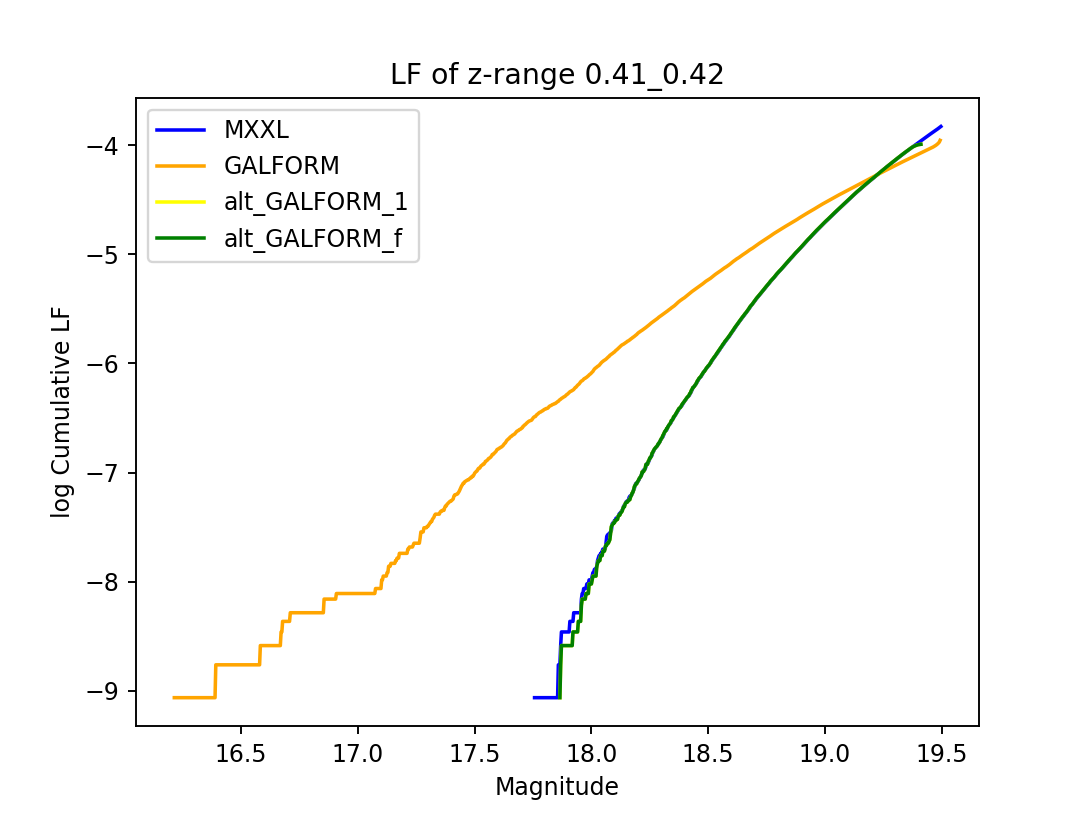 LF of z-range 0.41_0.42
MXXL
GALFORM
alt_GALFORM_1
alt_GALFORM_f
−4
−5
−6
−7
−8
−9
log Cumulative LF
16.5 17.0 17.5 18.0 18.5 19.0 19.5
Magnitude